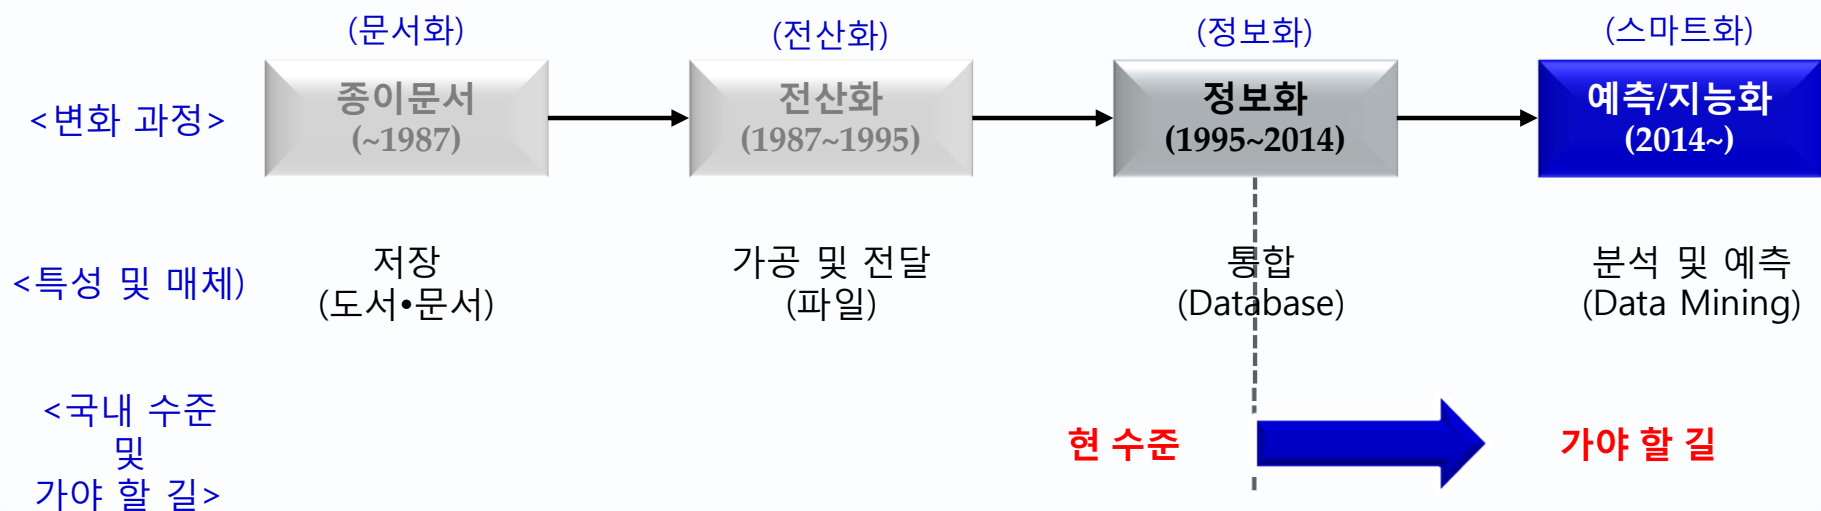 (문서화)
(전산화)
(정보화)
(스마트화)
<변화 과정>
종이문서
(~1987)
전산화
(1987~1995)
정보화
(1995~2014)
예측/지능화
(2014~)
<특성 및 매체)
저장
(도서•문서)
가공 및 전달
(파일)
통합
(Database)
분석 및 예측
(Data Mining)
<국내 수준
및
가야 할 길>
현 수준
가야 할 길